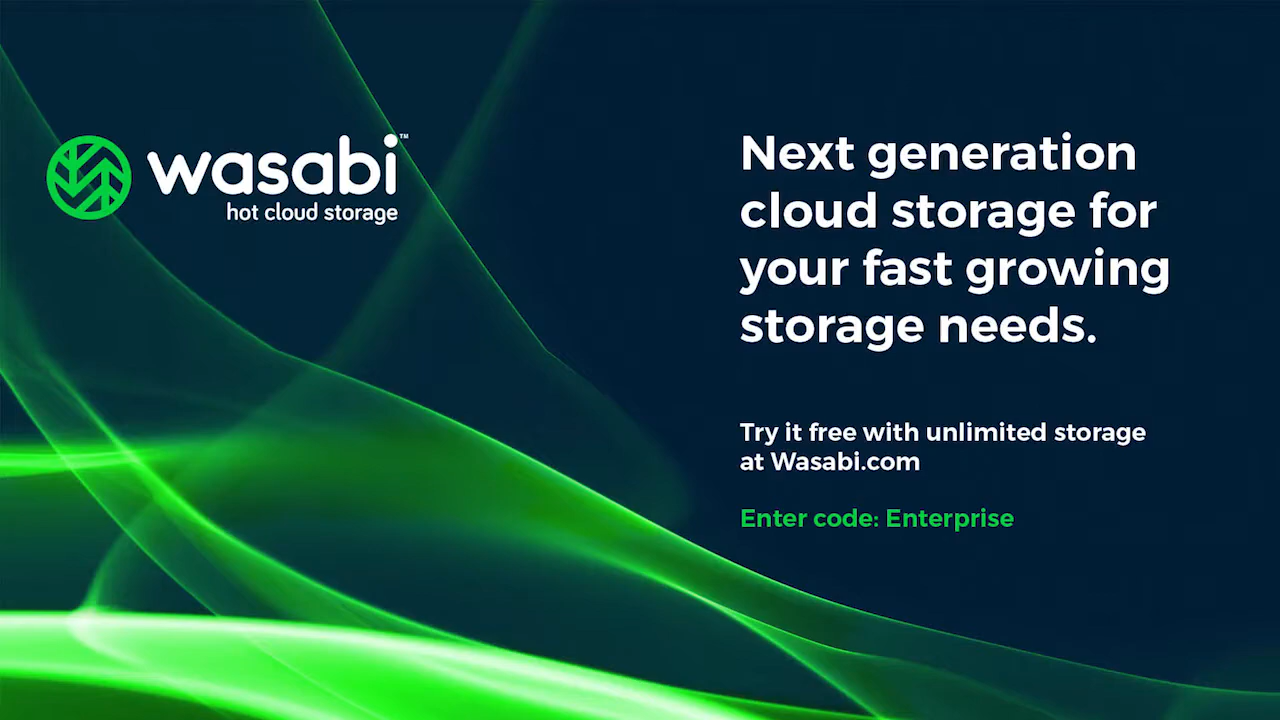 wasabi™
hot cloud storage
Next generation
cloud storage for
your fast growing
storage needs.
Try it free with unlimited storage
at Wasabi.com
Enter code: Enterprise